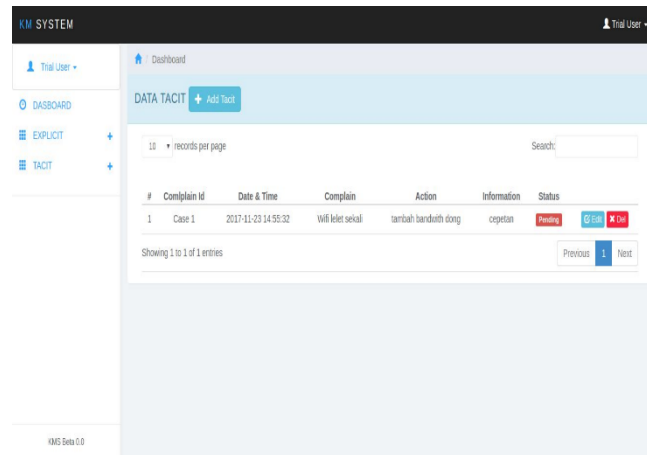 KM SYSTEM
Trial User
Trial User
Dashboard
DASBOARD
EXPLICIT +
TACIT +
DATA TACIT + Add Tacit
10 records per page
Search:
# Comlplain Id Date & Time Complain Action Information Status
1 Case 1 2017-11-23 14:55:32 Wifi lelet sekali tambah bandwith dong cepetan Pending Edit Del
Showing 1 to 1 of 1 entries
Previous 1 Next
KMS Beta 0.0